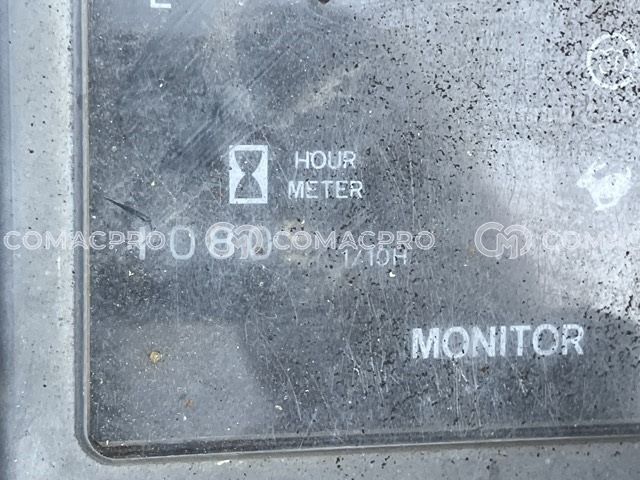 E
HOUR
METER
COMACPRO COMACPRO
1/10H
MONITOR